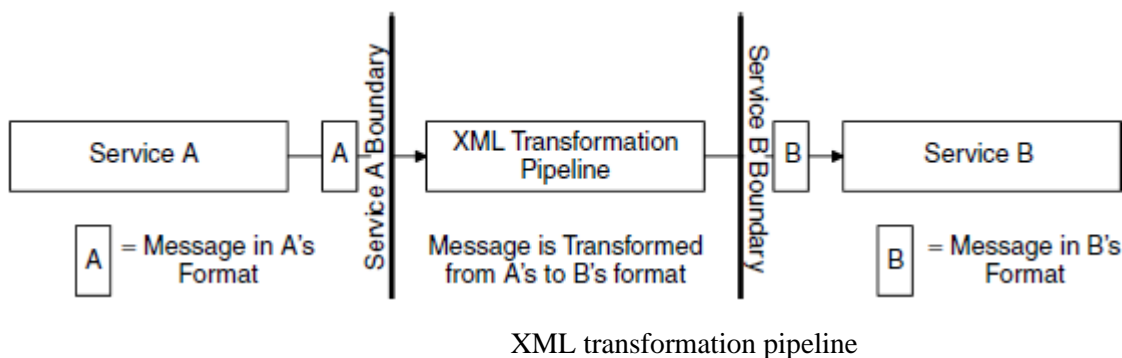 Service A
A
Service A Boundary
XML Transformation
Pipeline
Service B Boundary
B
Service B
A
= Message in A's
Format
Message is Transformed
from A's to B's format
B
= Message in B's
Format
XML transformation pipeline